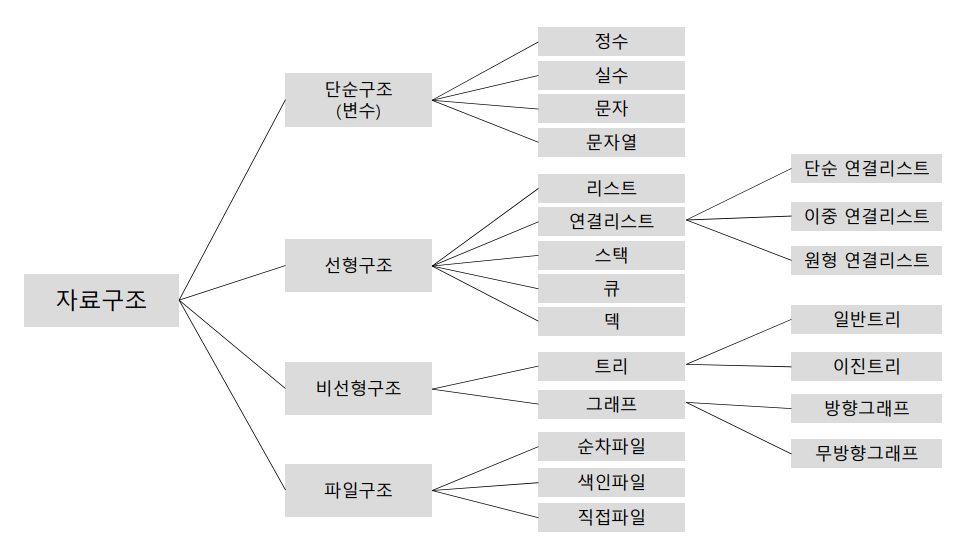 자료구조
단순구조
(변수)
정수
실수
문자
문자열
선형구조
리스트
연결리스트
단순 연결리스트
이중 연결리스트
원형 연결리스트
스택
큐
덱
비선형구조
트리
일반트리
이진트리
그래프
방향그래프
무방향그래프
파일구조
순차파일
색인파일
직접파일